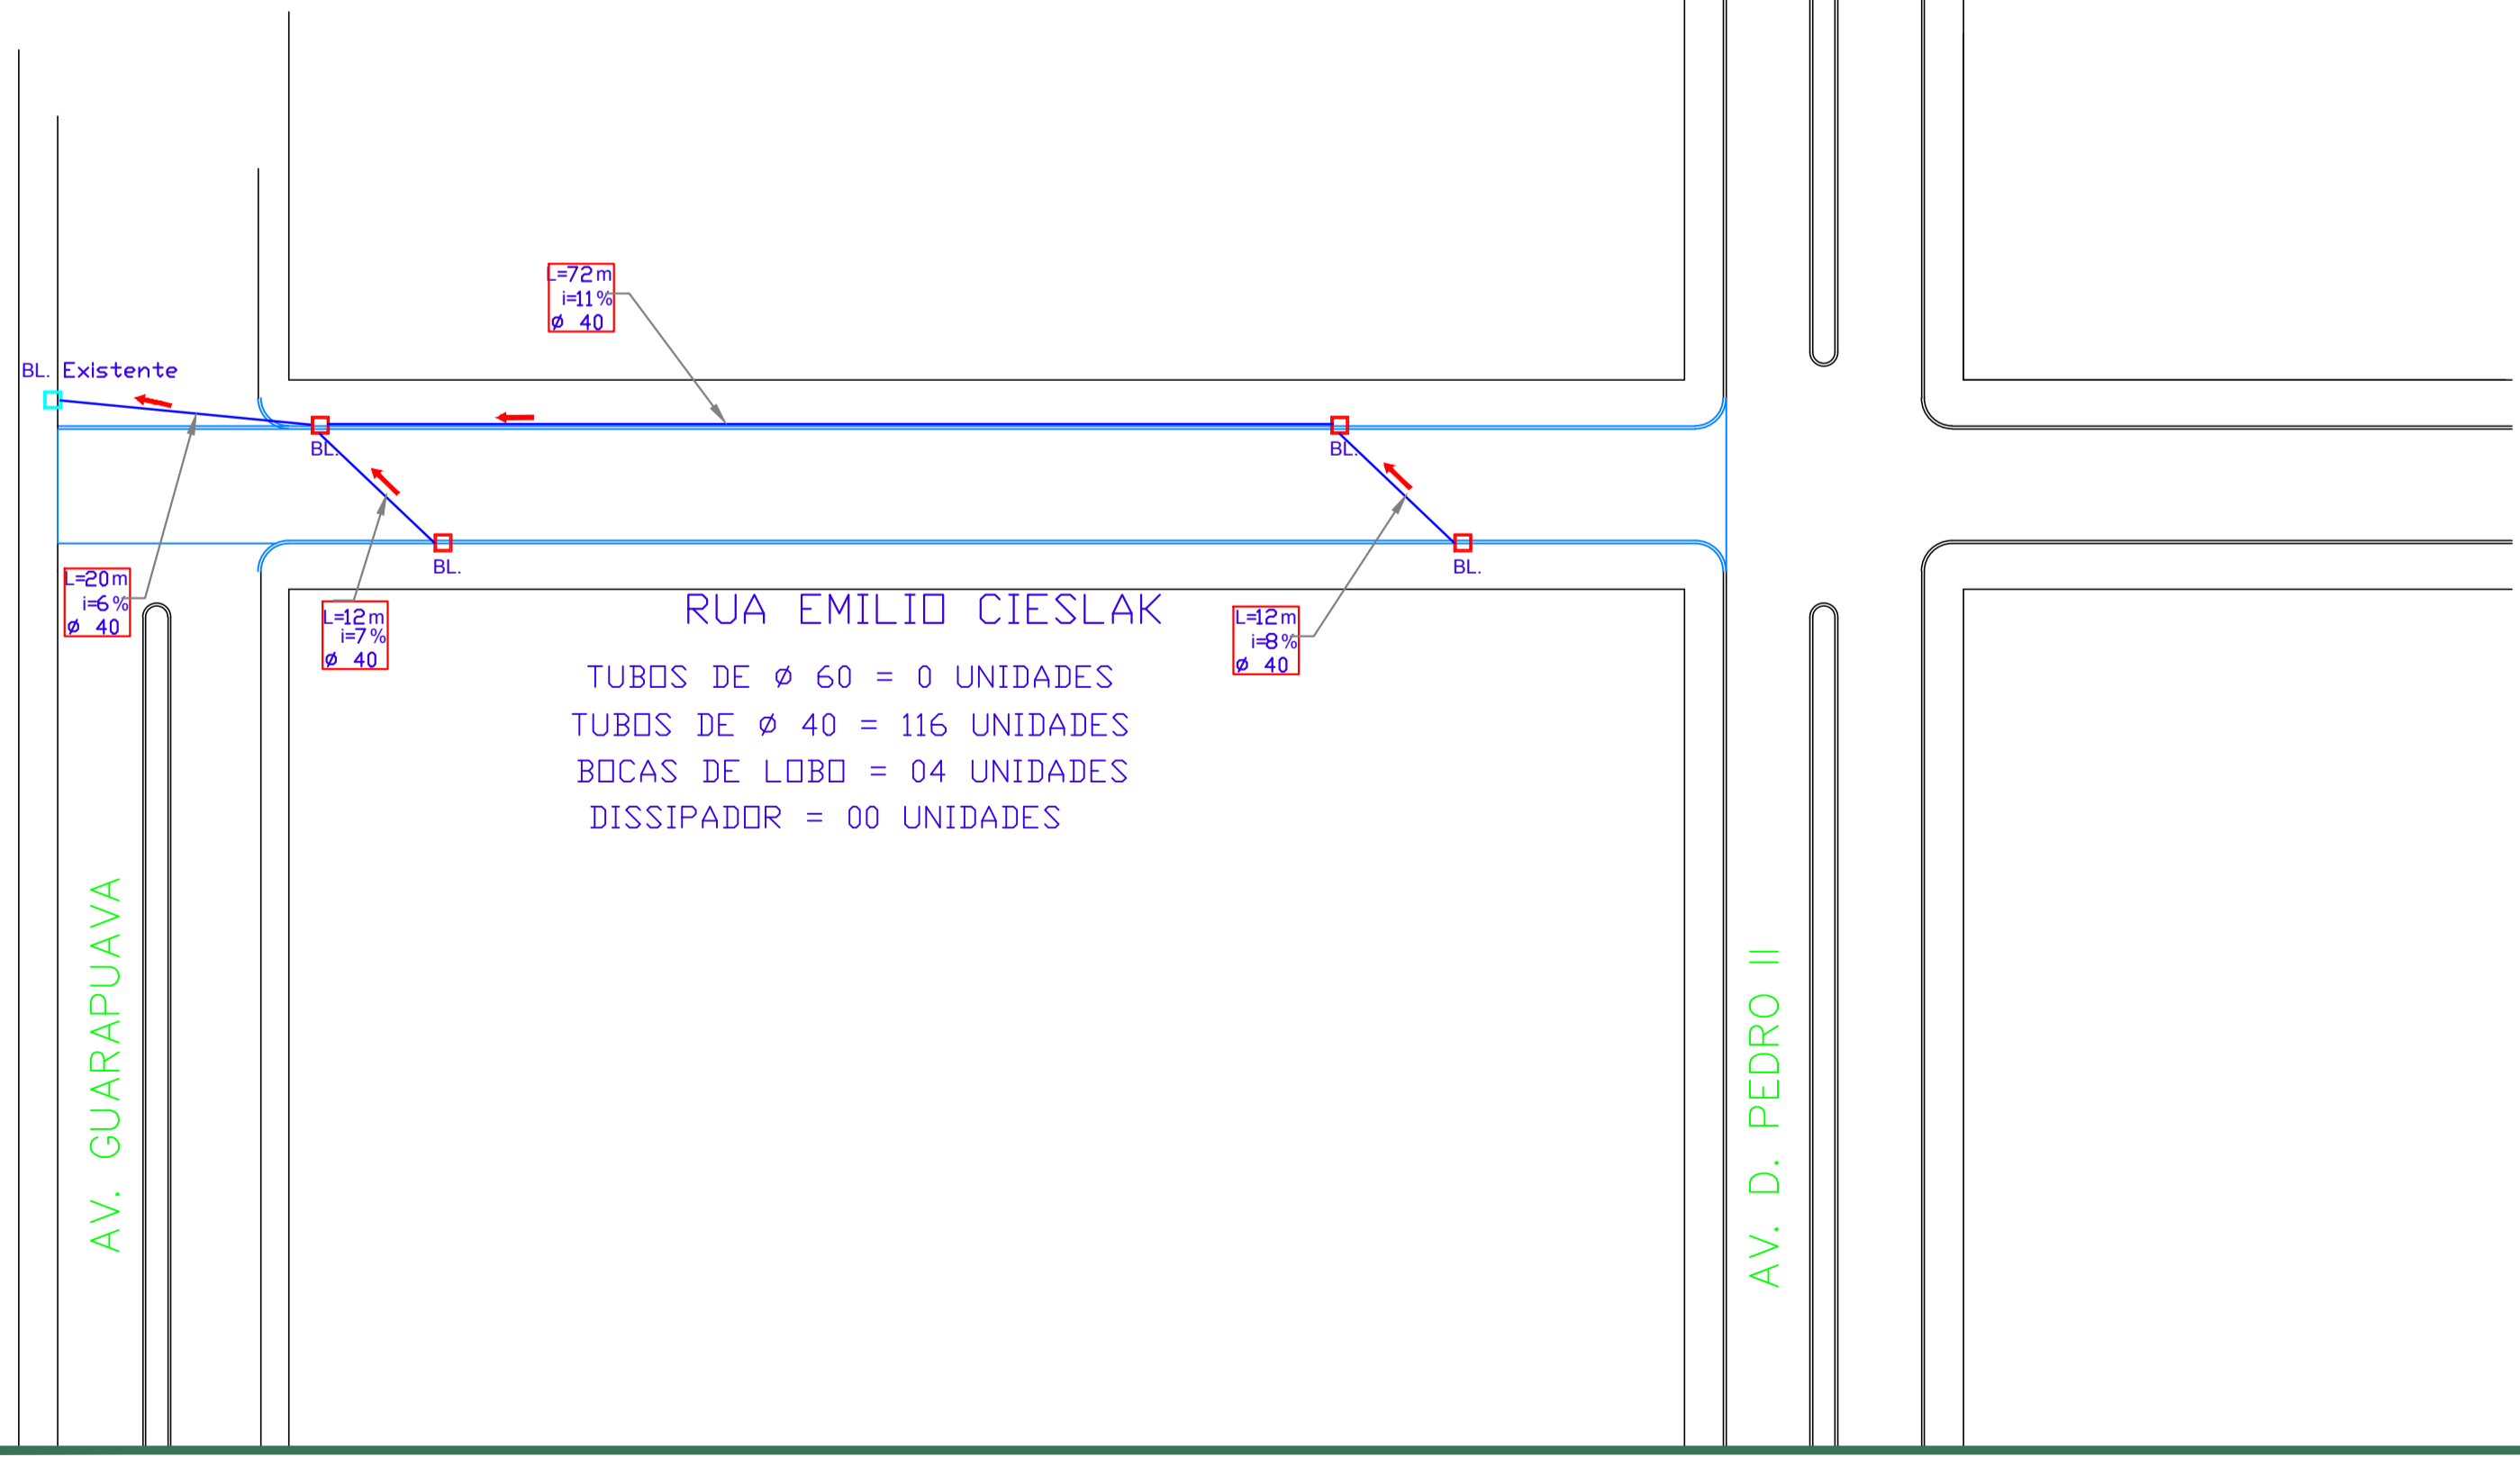 L=72m
i=11%
ø 40
BL. Existente
BL.
BL.
BL.
BL.
L=20m
i=6%
ø 40
L=12m
i=7%
ø 40
RUA EMILIO CIESLAK
L=12m
i=8%
ø 40
TUBOS DE ø 60 = 0 UNIDADES
TUBOS DE ø 40 = 116 UNIDADES
BOCAS DE LOBO = 04 UNIDADES
DISSIPADOR = 00 UNIDADES
AV. GUARAPUAVA
AV. D. PEDRO II